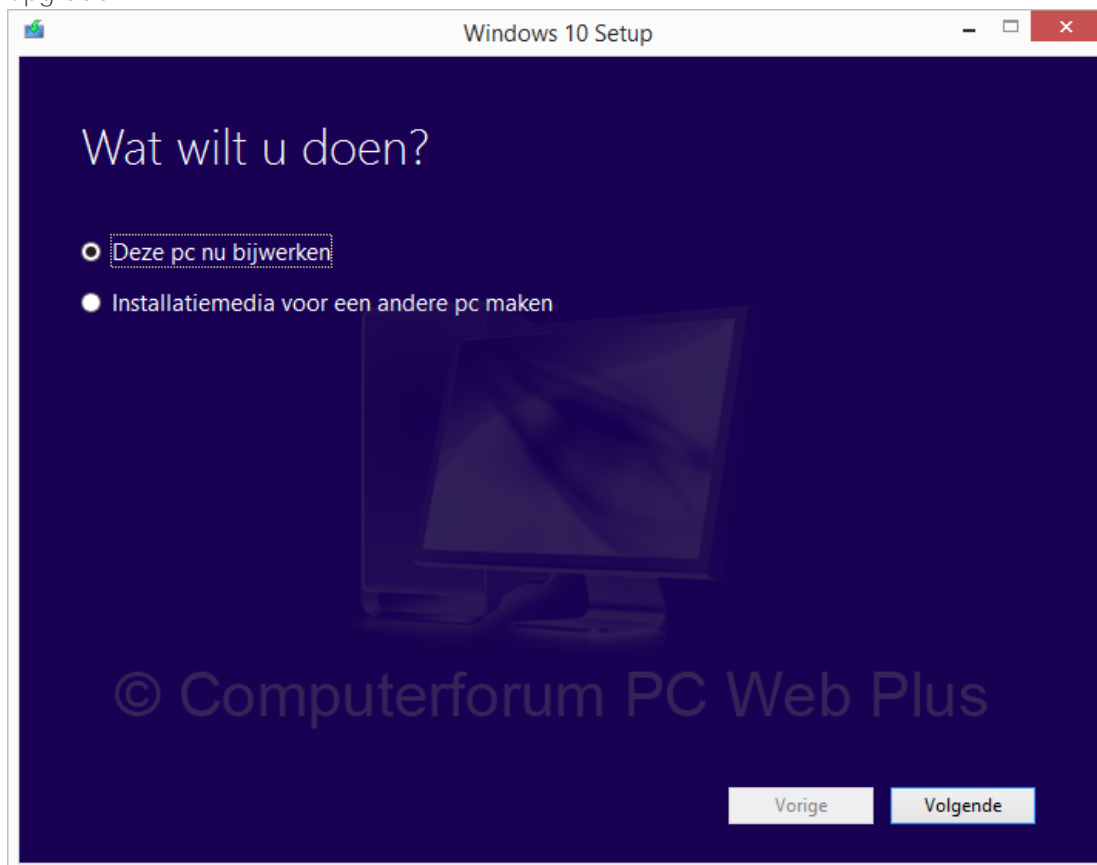 Windows 10 Setup
Wat wilt u doen?
Deze pc nu bijwerken
Installatiemedia voor een andere pc maken
© Computerforum PC Web Plus
Vorige
Volgende